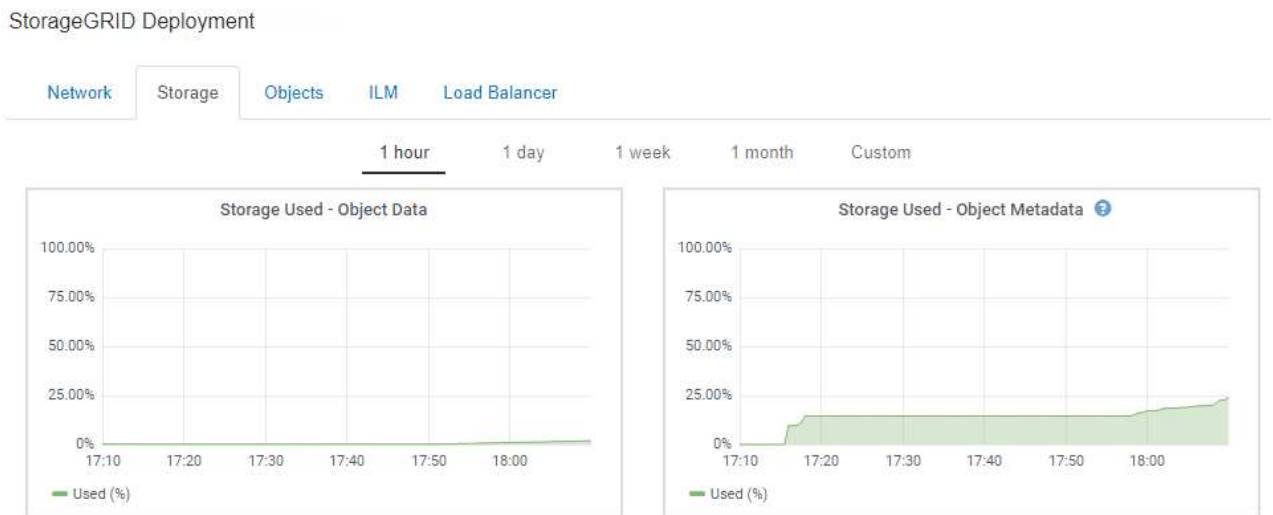 StorageGRID Deployment
Network Storage Objects ILM Load Balancer
1 hour 1 day 1 week 1 month Custom
Storage Used - Object Data
100.00%
75.00%
50.00%
25.00%
0%
17:10 17:20 17:30 17:40 17:50 18:00
Used (%)
Storage Used - Object Metadata ?
100.00%
75.00%
50.00%
25.00%
0%
17:10 17:20 17:30 17:40 17:50 18:00
Used (%)